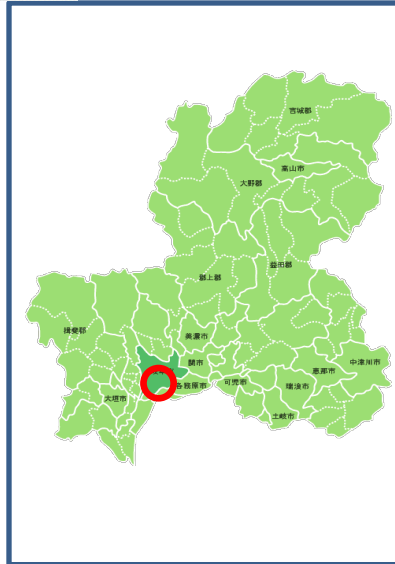 吉城郡
高山市
大野郡
益田郡
郡上郡
揖斐郡
美濃市
関市
中津川市
恵那市
可児市
各務原市
瑞浪市
大垣市
土岐市